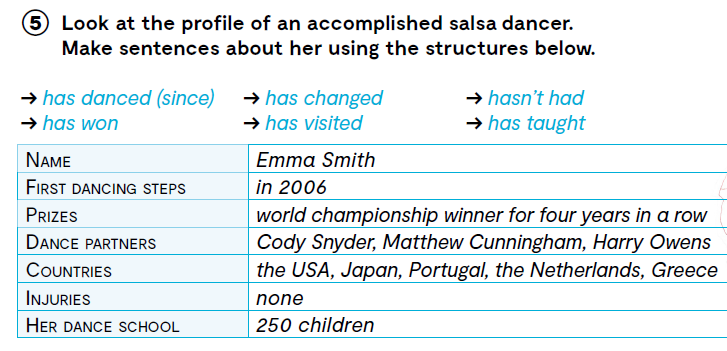 5 Look at the profile of an accomplished salsa dancer.
Make sentences about her using the structures below.
→ has danced (since) → has changed → hasn't had
→ has won → has visited → has taught
NAME Emma Smith
FIRST DANCING STEPS in 2006
PRIZES world championship winner for four years in a row
DANCE PARTNERS Cody Snyder, Matthew Cunningham, Harry Owens
COUNTRIES the USA, Japan, Portugal, the Netherlands, Greece
INJURIES none
HER DANCE SCHOOL 250 children